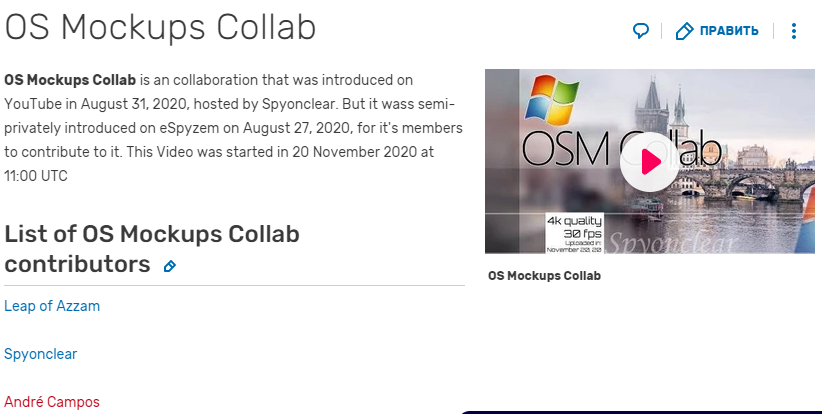 OS Mockups Collab
ПРАВИТЬ
OS Mockups Collab is an collaboration that was introduced on
YouTube in August 31, 2020, hosted by Spyonclear. But it wass semi-
privately introduced on eSpyzem on August 27, 2020, for it's members
to contribute to it. This Video was started in 20 November 2020 at
11:00 UTC
OSM Collab
4k quality
30 fps
Uploaded in:
November 20, 20
Spyonclear
OS Mockups Collab
List of OS Mockups Collab
contributors
Leap of Azzam
Spyonclear
André Campos